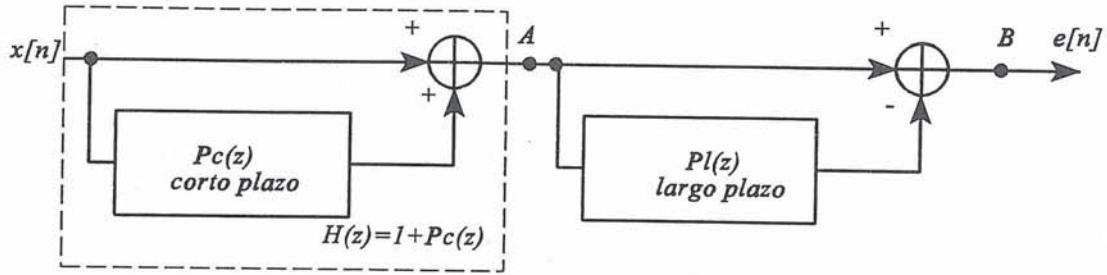 x[n]
+
+
A
Pc(z)
corto plazo
H(z)=1+Pc(z)
+
-
B
e[n]
Pl(z)
largo plazo